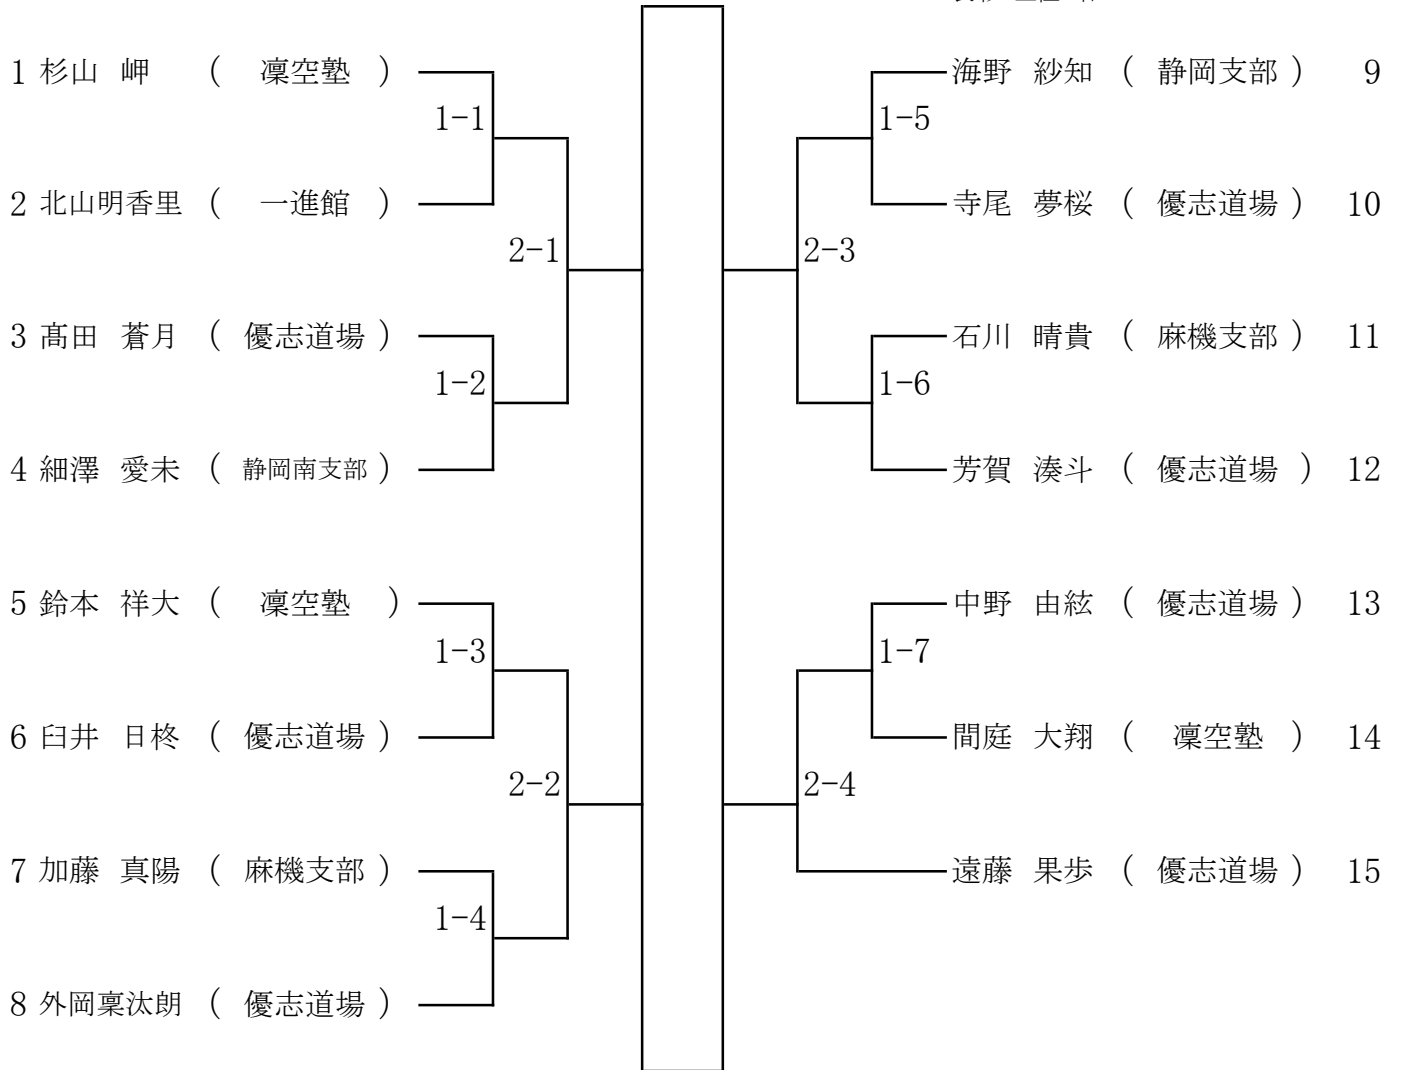 1 杉山 岬 ( 凜空塾 )
1-1
2 北山明香里 ( 一進館 )
2-1
3 髙田 蒼月 ( 優志道場 )
1-2
4 細澤 愛未 ( 静岡南支部 )
5 鈴本 祥大 ( 凜空塾 )
1-3
6 臼井 日柊 ( 優志道場 )
2-2
7 加藤 真陽 ( 麻機支部 )
1-4
8 外岡稟汰朗 ( 優志道場 )
海野 紗知 ( 静岡支部 ) 9
1-5
寺尾 夢桜 ( 優志道場 ) 10
2-3
石川 晴貴 ( 麻機支部 ) 11
1-6
芳賀 湊斗 ( 優志道場 ) 12
中野 由絃 ( 優志道場 ) 13
1-7
間庭 大翔 ( 凜空塾 ) 14
2-4
遠藤 果歩 ( 優志道場 ) 15